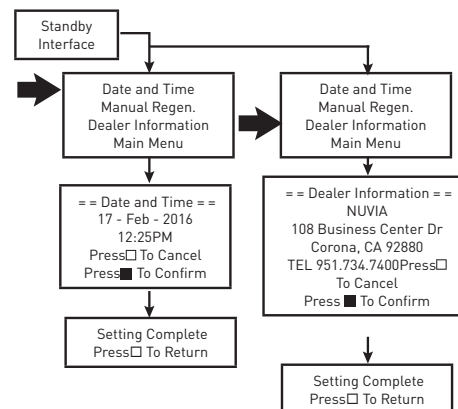 Standby
Interface
Date and Time
Manual Regen.
Dealer Information
Main Menu
= = Date and Time = =
17 - Feb - 2016
12:25PM
Press□ To Cancel
Press■ To Confirm
Setting Complete
Press□ To Return
Date and Time
Manual Regen.
Dealer Information
Main Menu
= = Dealer Information = =
NUVIA
108 Business Center Dr
Corona, CA 92880
TEL 951.734.7400Press□
To Cancel
Press ■ To Confirm
Setting Complete
Press□ To Return